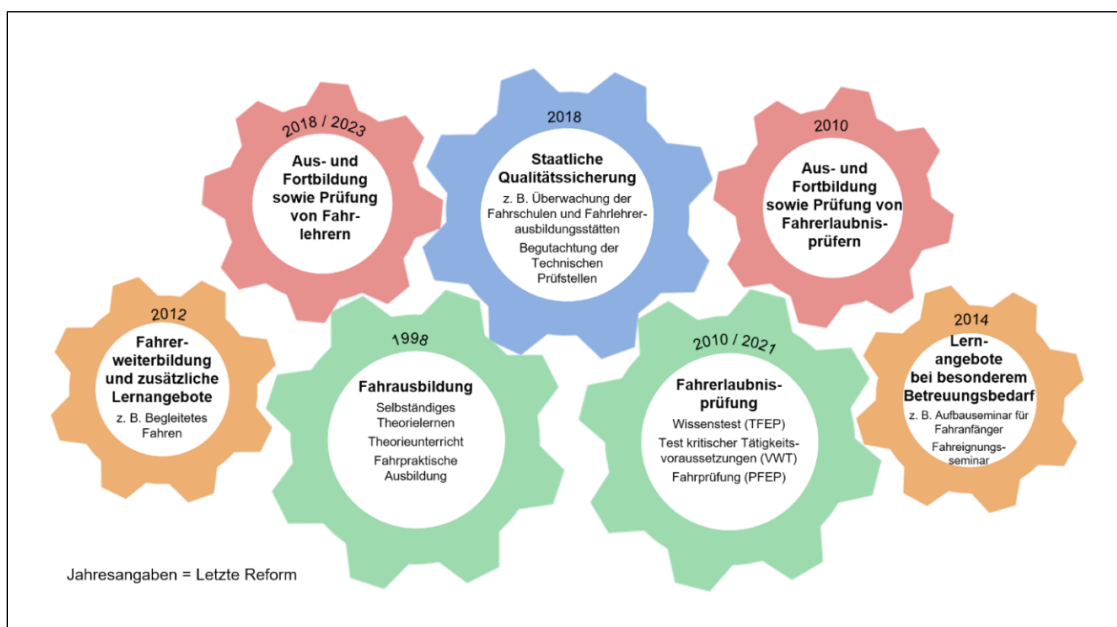 2018 / 2023
Aus- und
Fortbildung
sowie Prüfung
von Fahr-
lehrern
2018
Staatliche
Qualitätssicherung
z. B. Überwachung der
Fahrschulen und Fahrlehrer-
ausbildungsstätten
Begutachtung der
Technischen
Prüfstellen
2010
Aus- und
Fortbildung
sowie Prüfung von
Fahrerlaubnis-
prüfern
2012
Fahrer-
weiterbildung
und zusätzliche
Lernangebote
z. B. Begleitetes
Fahren
1998
Fahrausbildung
Selbständiges
Theorielernen
Theorieunterricht
Fahrpraktische
Ausbildung
2010 / 2021
Fahrerlaubnis-
prüfung
Wissenstest (TFEP)
Test kritischer Tätigkeits-
voraussetzungen (VWT)
Fahrprüfung (PFEP)
2014
Lern-
angebote
bei besonderem
Betreuungsbedarf
z. B. Aufbauseminar für
Fahranfänger
Fahreignungs-
seminar
Jahresangaben = Letzte Reform